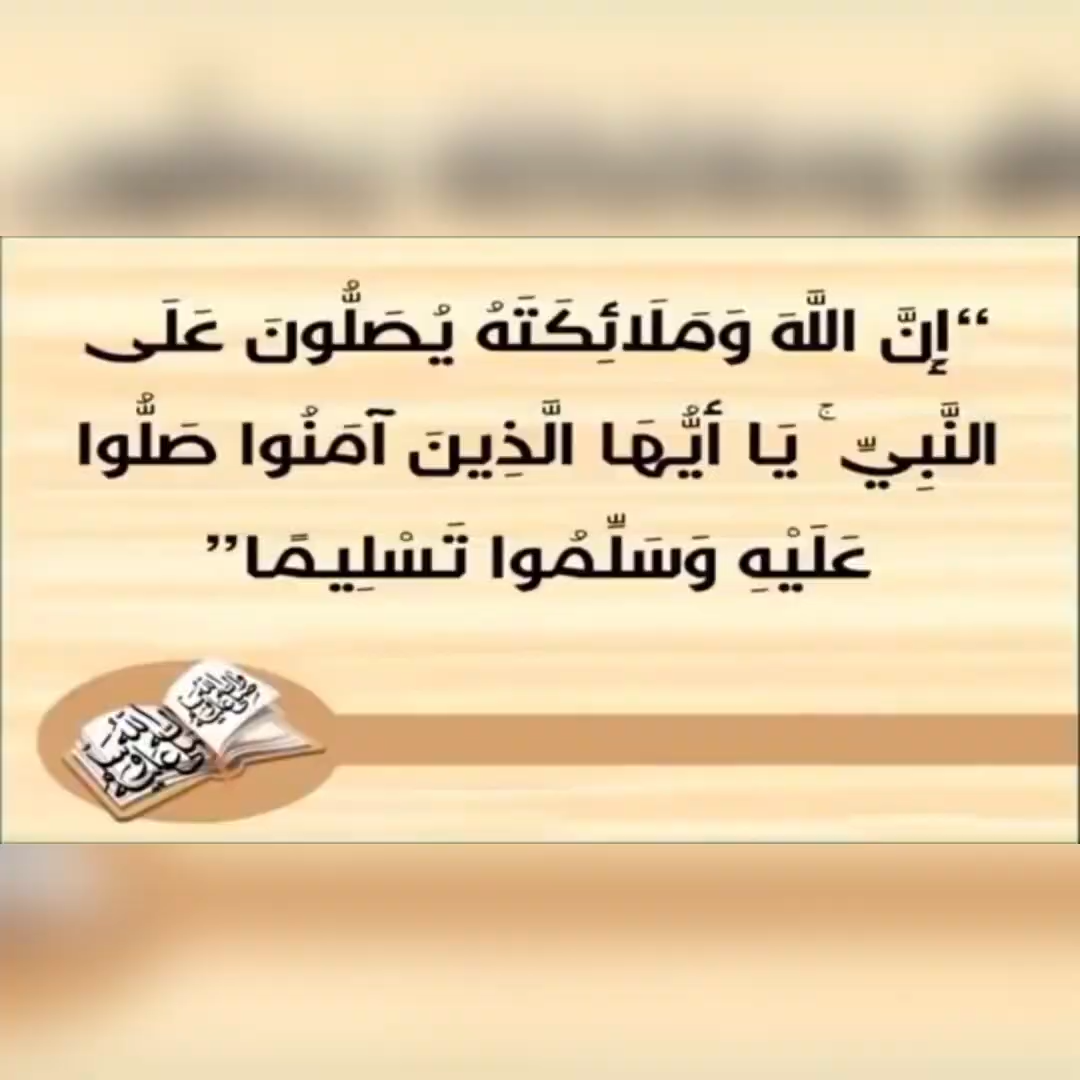 “إِنَّ اللَّهَ وَمَلَائِكَتَهُ يُصَلُّونَ عَلَى
النَّبِيِّ ۚ يَا أَيُّهَا الَّذِينَ آمَنُوا صَلُّوا
عَلَيْهِ وَسَلِّمُوا تَسْلِيمًا”